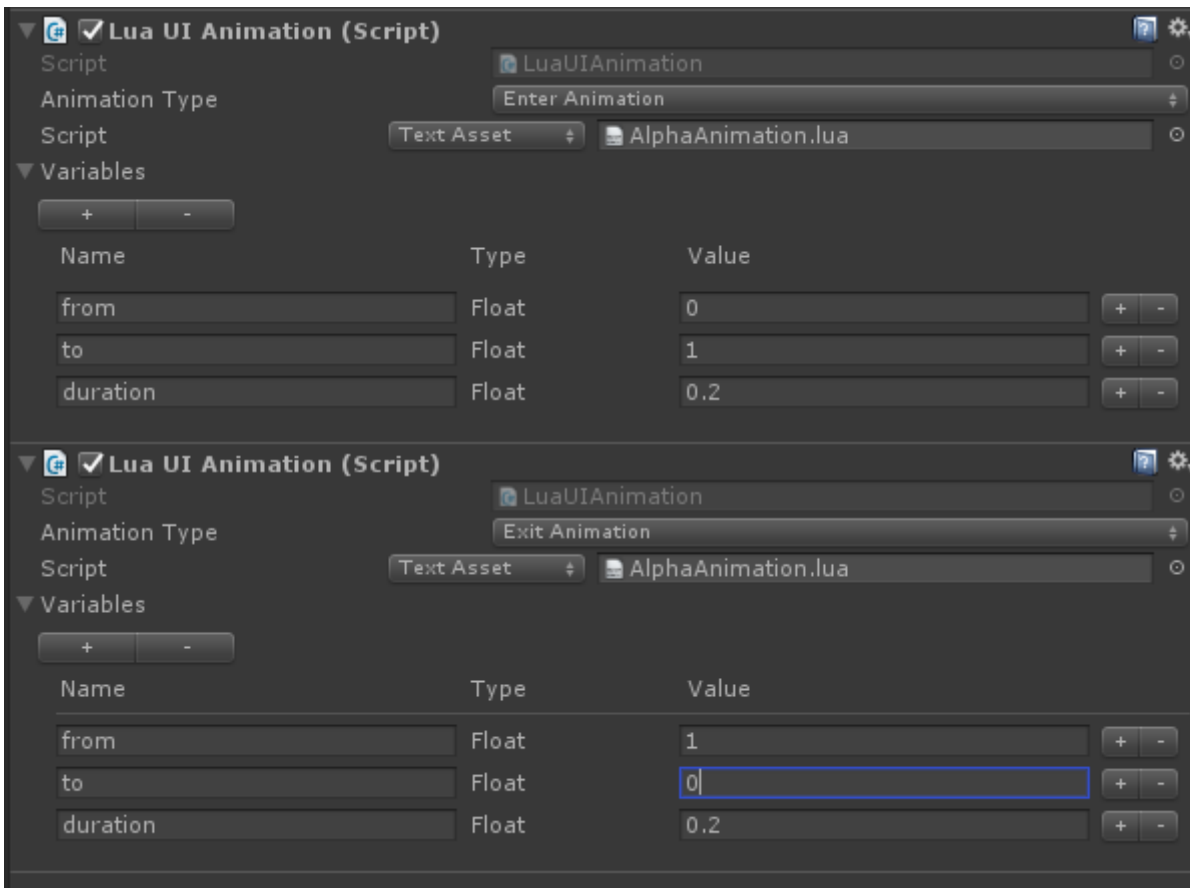 Lua UI Animation (Script)
Script LuaUIAnimation
Animation Type Enter Animation
Script Text Asset AlphaAnimation.lua
Variables
+ -
Name Type Value
from Float 0 + -
to Float 1 + -
duration Float 0.2 + -
Lua UI Animation (Script)
Script LuaUIAnimation
Animation Type Exit Animation
Script Text Asset AlphaAnimation.lua
Variables
+ -
Name Type Value
from Float 1 + -
to Float 0 + -
duration Float 0.2 + -